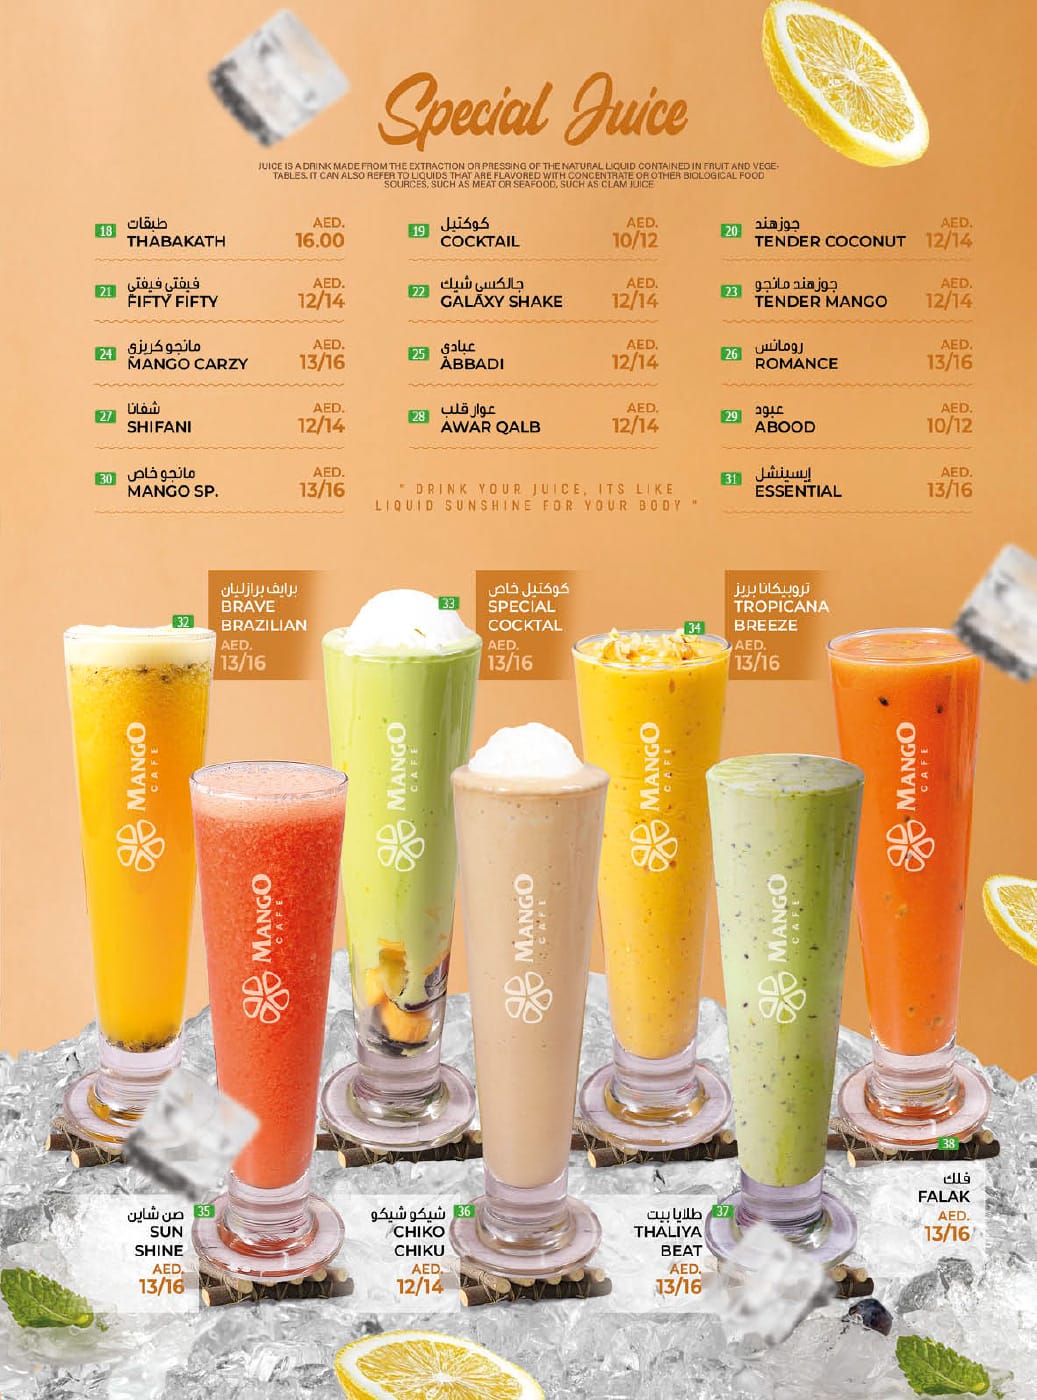 Special Juice
JUICE IS A DRINK MADE FROM THE EXTRACTION OR PRESSING OF THE NATURAL LIQUID CONTAINED IN FRUIT AND VEGE-
TABLES. IT CAN ALSO REFER TO LIQUIDS THAT ARE FLAVORED WITH CONCENTRATE OR OTHER BIOLOGICAL FOOD
SOURCES, SUCH AS MEAT OR SEAFOOD, SUCH AS CLAM JUICE
18 طبقات AED.
THABAKATH 16.00
19 كوكتيل AED.
COCKTAIL 10/12
20 جوزهند AED.
TENDER COCONUT 12/14
21 فيفتي فيفتي AED.
FIFTY FIFTY 12/14
22 جالكسي شيك AED.
GALAXY SHAKE 12/14
23 جوزهند مانجو AED.
TENDER MANGO 12/14
24 مانجو كريزي AED.
MANGO CARZY 13/16
25 عبادي AED.
ABBADI 12/14
26 رومانس AED.
ROMANCE 13/16
27 شفانا AED.
SHIFANI 12/14
28 عوار قلب AED.
AWAR QALB 12/14
29 عبود AED.
ABOOD 10/12
30 مانجو خاص AED.
MANGO SP. 13/16
31 إيسينشل AED.
ESSENTIAL 13/16
" DRINK YOUR JUICE, ITS LIKE
LIQUID SUNSHINE FOR YOUR BODY "
32
برايف برازليان
BRAVE
BRAZILIAN
AED.
13/16
33
كوكتيل خاص
SPECIAL
COCKTAL
AED.
13/16
34
تروبيكانا بريز
TROPICANA
BREEZE
AED.
13/16
MANGO
CAFE
MANGO
CAFE
MANGO
CAFE
MANGO
CAFE
MANGO
CAFE
MANGO
CAFE
MANGO
CAFE
35
صن شاين
SUN
SHINE
AED.
13/16
36
شيكو شيكو
CHIKO
CHIKU
AED.
12/14
37
طلايا بيت
THALIYA
BEAT
AED.
13/16
38
فلك
FALAK
AED.
13/16